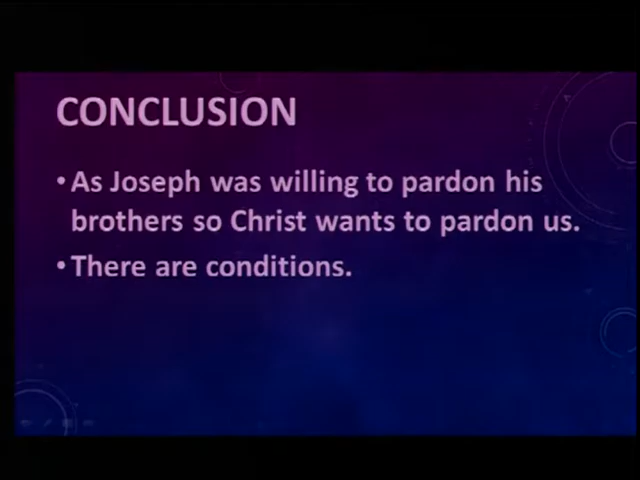 CONCLUSION
• As Joseph was willing to pardon his
brothers so Christ wants to pardon us.
• There are conditions.